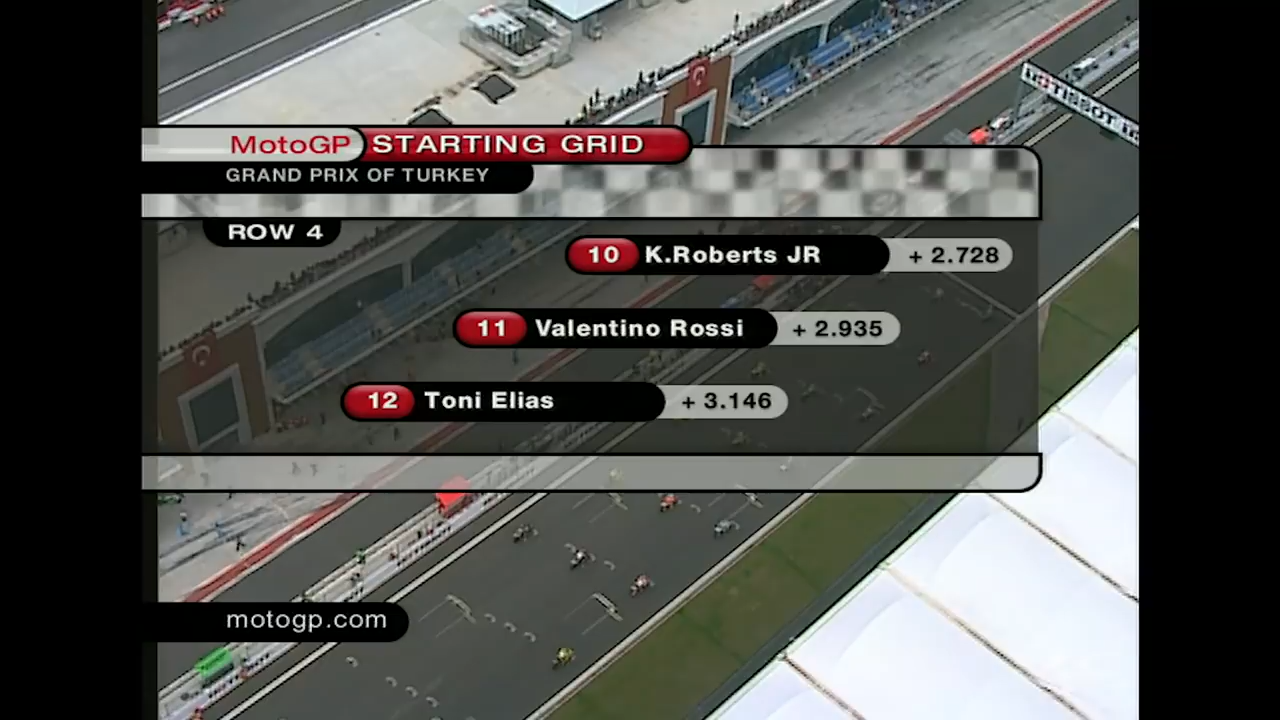 TISSOT
MotoGP STARTING GRID
GRAND PRIX OF TURKEY
ROW 4
10 K.Roberts JR + 2.728
11 Valentino Rossi + 2.935
12 Toni Elias + 3.146
motogp.com